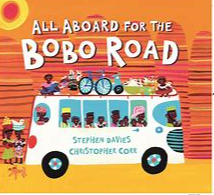 ALL ABOARD FOR THE
BOBO ROAD
STEPHEN DAVIES
CHRISTOPHER CORR